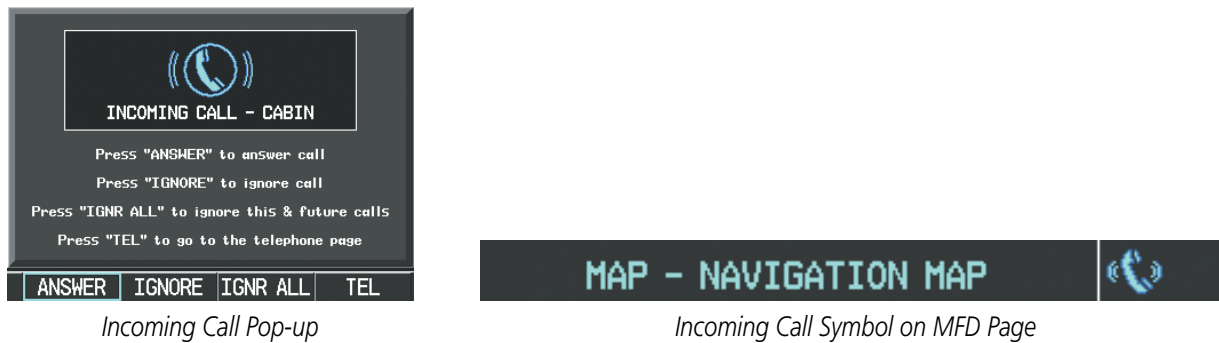 INCOMING CALL - CABIN
Press "ANSWER" to answer call
Press "IGNORE" to ignore call
Press "IGNR ALL" to ignore this & future calls
Press "TEL" to go to the telephone page
ANSWER IGNORE IGNR ALL TEL
Incoming Call Pop-up
MAP - NAVIGATION MAP
Incoming Call Symbol on MFD Page